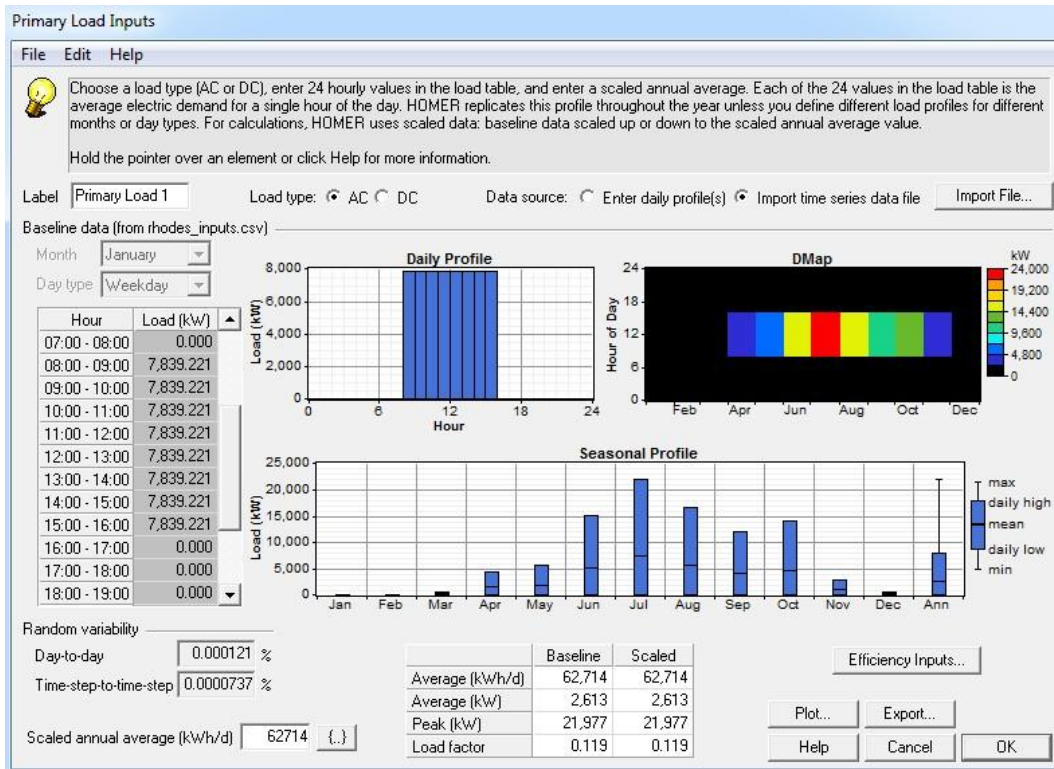 Primary Load Inputs
File Edit Help
Choose a load type (AC or DC), enter 24 hourly values in the load table, and enter a scaled annual average. Each of the 24 values in the load table is the
average electric demand for a single hour of the day. HOMER replicates this profile throughout the year unless you define different load profiles for different
months or day types. For calculations, HOMER uses scaled data: baseline data scaled up or down to the scaled annual average value.
Hold the pointer over an element or click Help for more information.
Label Primary Load 1 Load type: AC DC Data source: Enter daily profile(s) Import time series data file Import File...
Baseline data (from rhodes_inputs.csv)
Month January
Day type Weekday
Hour Load (kW)
07:00 - 08:00 0.000
08:00 - 09:00 7,839.221
09:00 - 10:00 7,839.221
10:00 - 11:00 7,839.221
11:00 - 12:00 7,839.221
12:00 - 13:00 7,839.221
13:00 - 14:00 7,839.221
14:00 - 15:00 7,839.221
15:00 - 16:00 7,839.221
16:00 - 17:00 0.000
17:00 - 18:00 0.000
18:00 - 19:00 0.000
Daily Profile
Load (kW)
8,000
6,000
4,000
2,000
0
0 6 12 18 24
Hour
DMap
Hour of Day
24
18
12
6
0
Feb Apr Jun Aug Oct Dec
kW
24,000
19,200
14,400
9,600
4,800
0
Seasonal Profile
Load (kW)
25,000
20,000
15,000
10,000
5,000
0
Jan Feb Mar Apr May Jun Jul Aug Sep Oct Nov Dec Ann
max
daily high
mean
daily low
min
Random variability
Day-to-day 0.000121 %
Time-step-to-time-step 0.0000737 %
Scaled annual average (kWh/d) 62714 {..}
Baseline Scaled
Average (kWh/d) 62,714 62,714
Average (kW) 2,613 2,613
Peak (kW) 21,977 21,977
Load factor 0.119 0.119
Efficiency Inputs...
Plot... Export...
Help Cancel OK